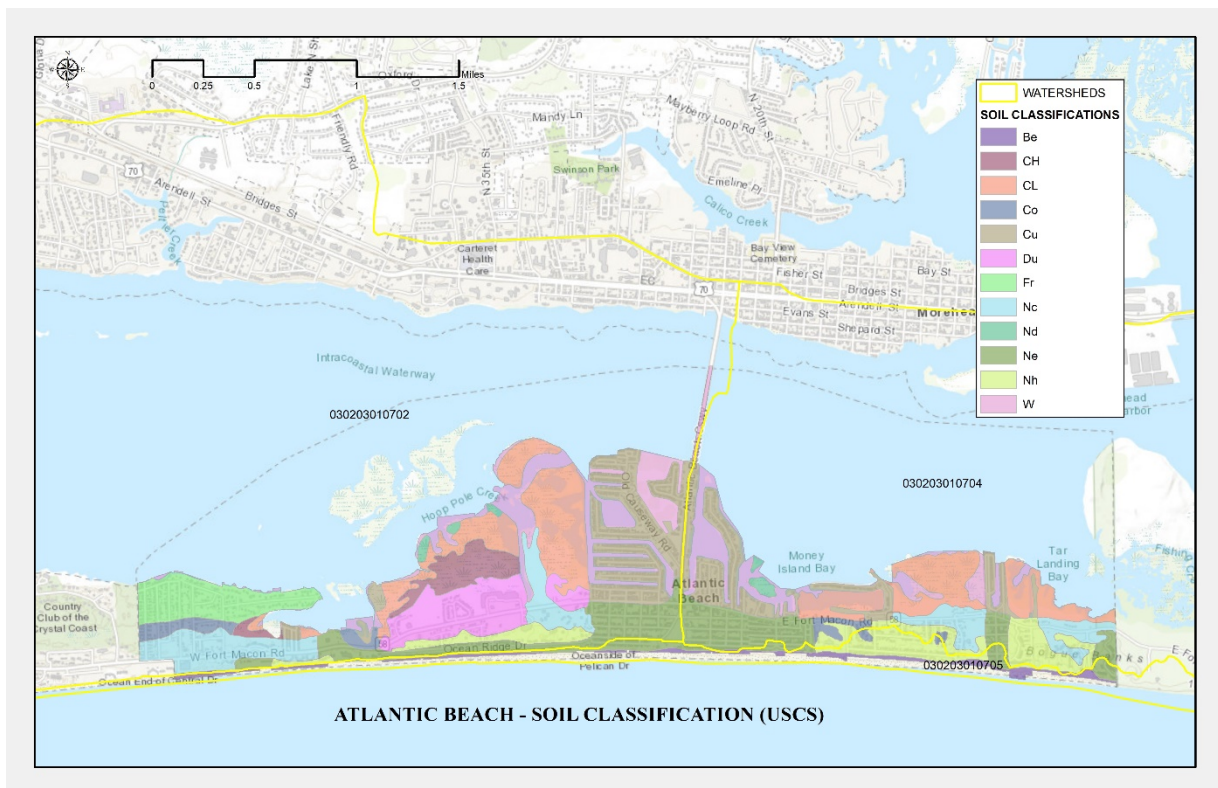 Lake N Sh
Oxford Dr
0
0.25
0.5
1
1.5
Miles
Friendly Rd
Mandy Ln
N 35th St
Mayberry Loop Rd
N 20th St
Swinson Park
Emeline Pl
Calico Creek
70
Arendell St
Bridges St
Carteret
Health
Care
Bay View
Cemetery
Fisher St
Bay St
EC
70
Bridges St
Arendell St
Evans St
Shepard St
Intracoastal Waterway
030203010702
030203010704
Hoop Pole Creek
Old Causeway Rd
Money
Island Bay
Tar
Landing
Bay
Atlantic
Beach
Country
Club of the
Crystal Coast
W Fort Macon Rd
58
Ocean Ridge Dr
E Fort Macon Rd
58
Oceanside of
Pelican Dr
Ocean End of Central Dr
Bogue Banks
030203010705
WATERSHEDS
SOIL CLASSIFICATIONS
Be
CH
CL
Co
Cu
Du
Fr
Nc
Nd
Ne
Nh
W
ATLANTIC BEACH - SOIL CLASSIFICATION (USCS)